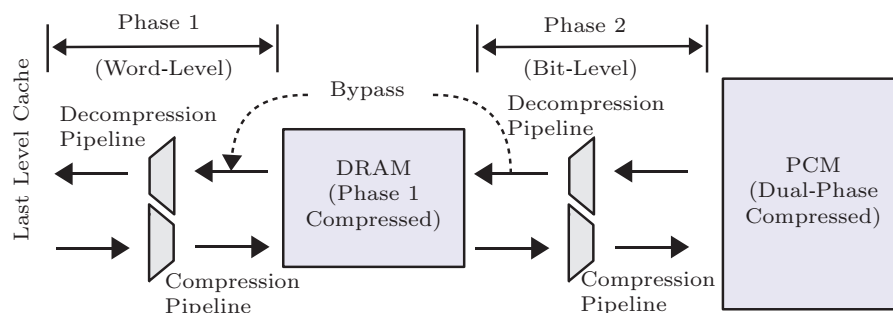 Phase 1
(Word-Level)
Phase 2
(Bit-Level)
Last Level Cache
Decompression
Pipeline
Bypass
Decompression
Pipeline
DRAM
(Phase 1
Compressed)
PCM
(Dual-Phase
Compressed)
Compression
Pipeline
Compression
Pipeline